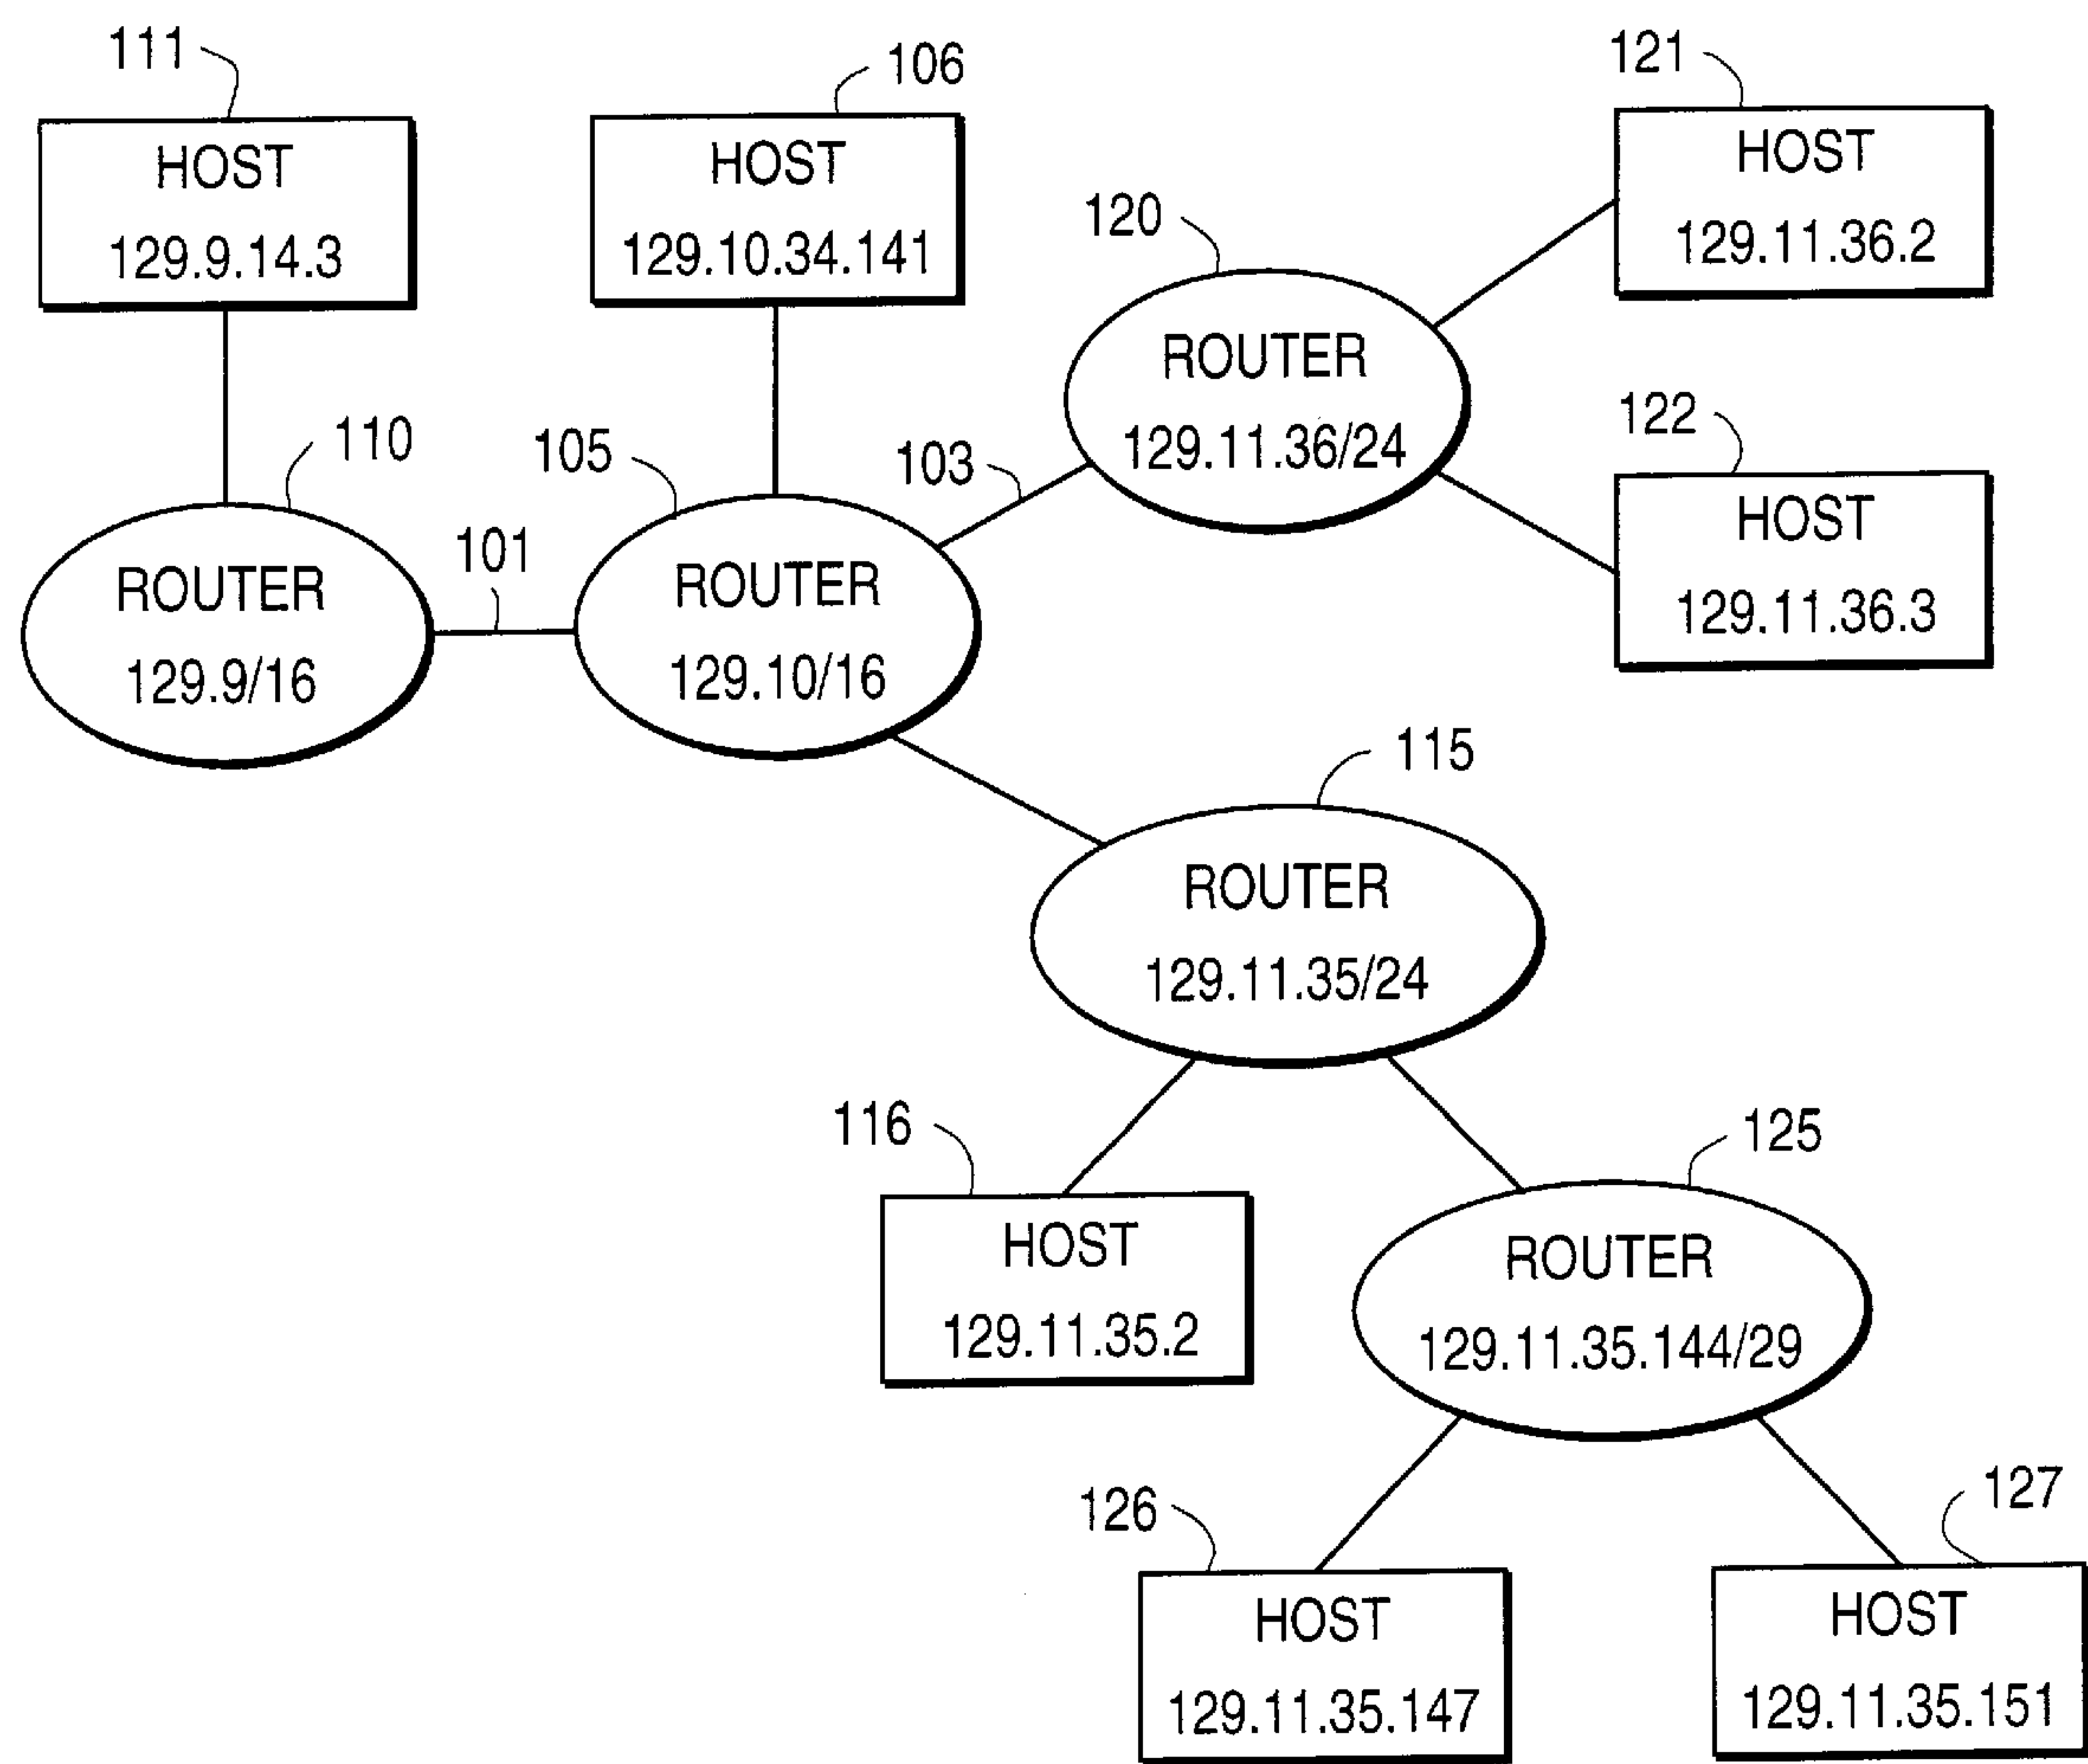 111
HOST
129.9.14.3
106
HOST
129.10.34.141
121
HOST
129.11.36.2
120
ROUTER
129.11.36/24
122
HOST
129.11.36.3
110
ROUTER
129.9/16
101
105
ROUTER
129.10/16
103
115
ROUTER
129.11.35/24
116
HOST
129.11.35.2
125
ROUTER
129.11.35.144/29
126
HOST
129.11.35.147
127
HOST
129.11.35.151